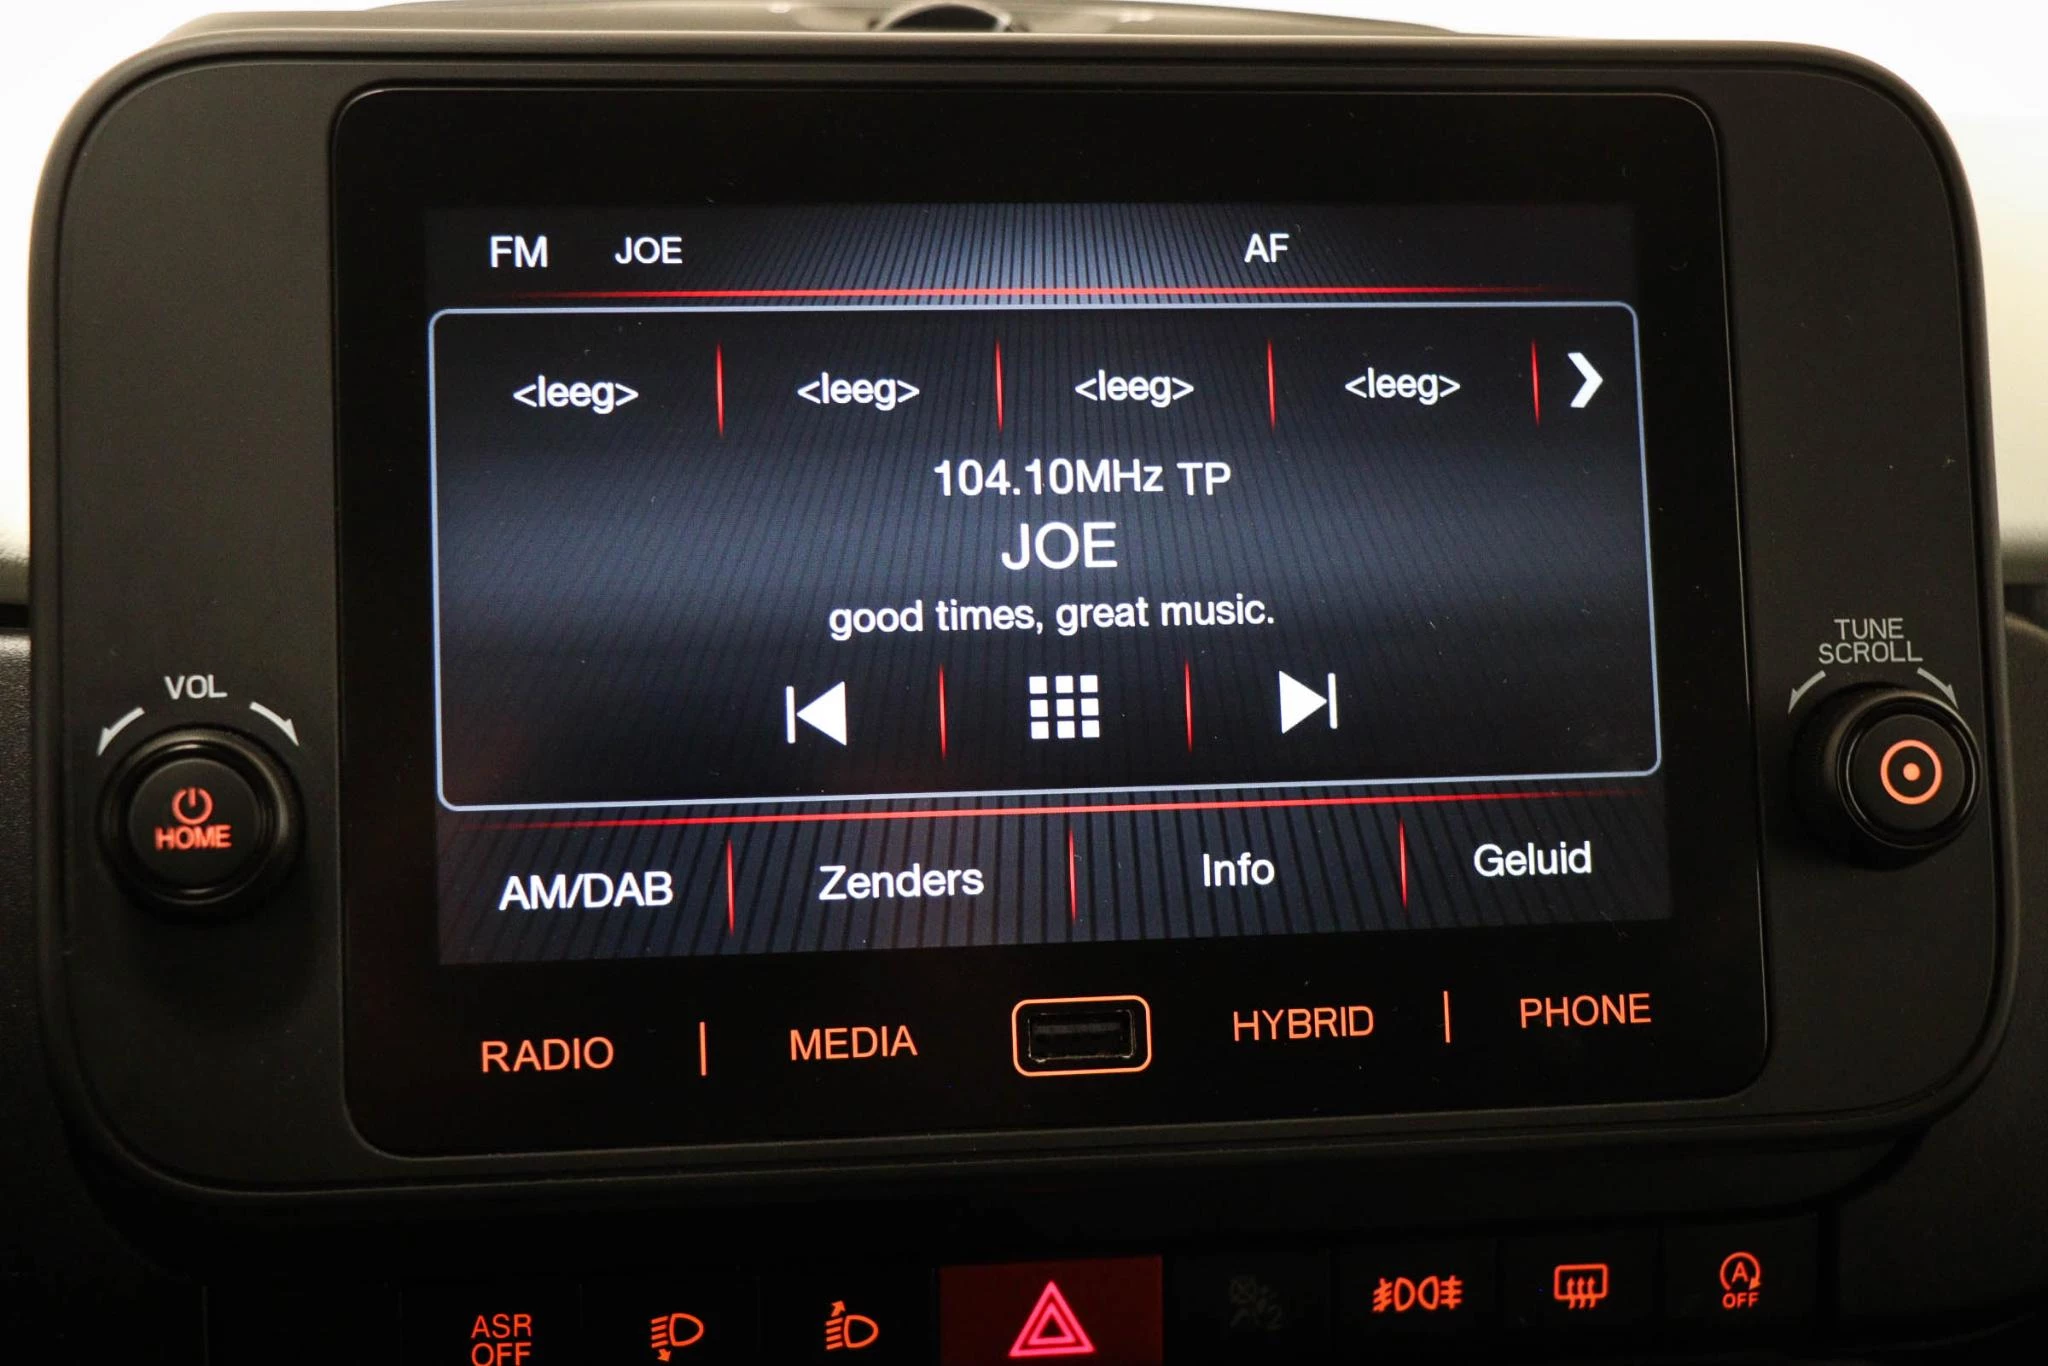 FM JOE AF
<leeg> <leeg> <leeg> <leeg>
104.10MHz TP
JOE
good times, great music.
AM/DAB Zenders Info Geluid
VOL
HOME
TUNE
SCROLL
RADIO | MEDIA HYBRID | PHONE
ASR
OFF
A
OFF